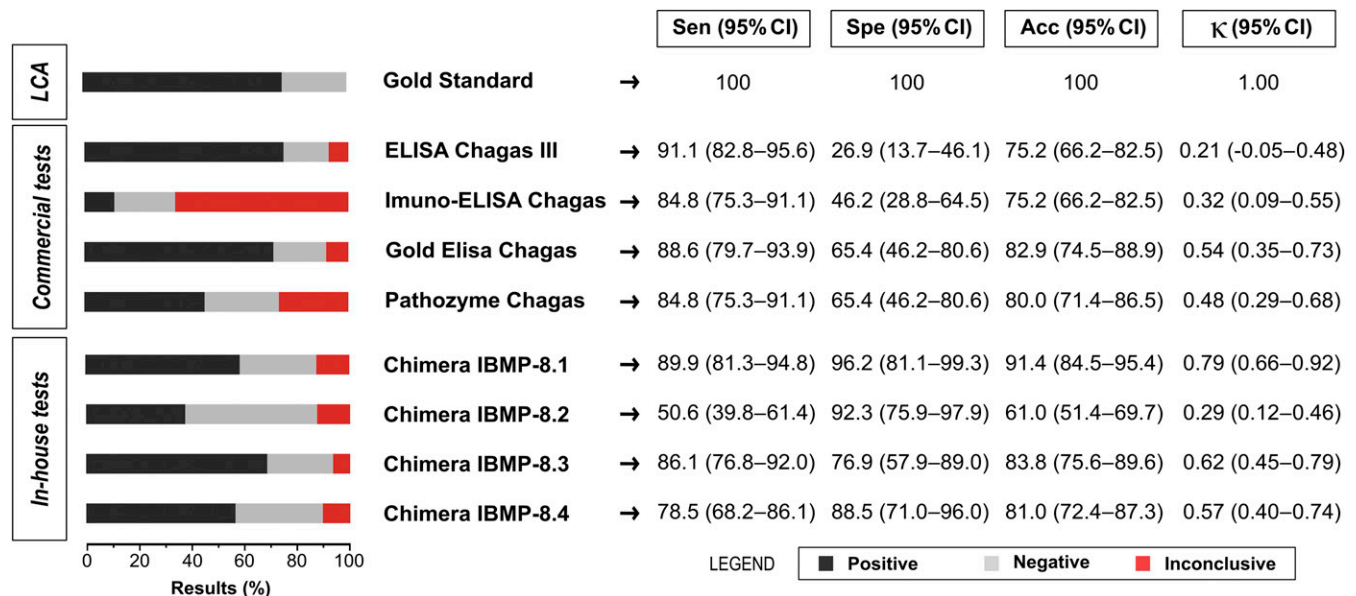 Sen (95% CI) Spe (95% CI) Acc (95% CI) κ (95% CI)
LCA
Gold Standard → 100 100 100 1.00
Commercial tests
ELISA Chagas III → 91.1 (82.8–95.6) 26.9 (13.7–46.1) 75.2 (66.2–82.5) 0.21 (-0.05–0.48)
Imuno-ELISA Chagas → 84.8 (75.3–91.1) 46.2 (28.8–64.5) 75.2 (66.2–82.5) 0.32 (0.09–0.55)
Gold Elisa Chagas → 88.6 (79.7–93.9) 65.4 (46.2–80.6) 82.9 (74.5–88.9) 0.54 (0.35–0.73)
Pathozyme Chagas → 84.8 (75.3–91.1) 65.4 (46.2–80.6) 80.0 (71.4–86.5) 0.48 (0.29–0.68)
In-house tests
Chimera IBMP-8.1 → 89.9 (81.3–94.8) 96.2 (81.1–99.3) 91.4 (84.5–95.4) 0.79 (0.66–0.92)
Chimera IBMP-8.2 → 50.6 (39.8–61.4) 92.3 (75.9–97.9) 61.0 (51.4–69.7) 0.29 (0.12–0.46)
Chimera IBMP-8.3 → 86.1 (76.8–92.0) 76.9 (57.9–89.0) 83.8 (75.6–89.6) 0.62 (0.45–0.79)
Chimera IBMP-8.4 → 78.5 (68.2–86.1) 88.5 (71.0–96.0) 81.0 (72.4–87.3) 0.57 (0.40–0.74)
0 20 40 60 80 100
Results (%)
LEGEND Positive Negative Inconclusive